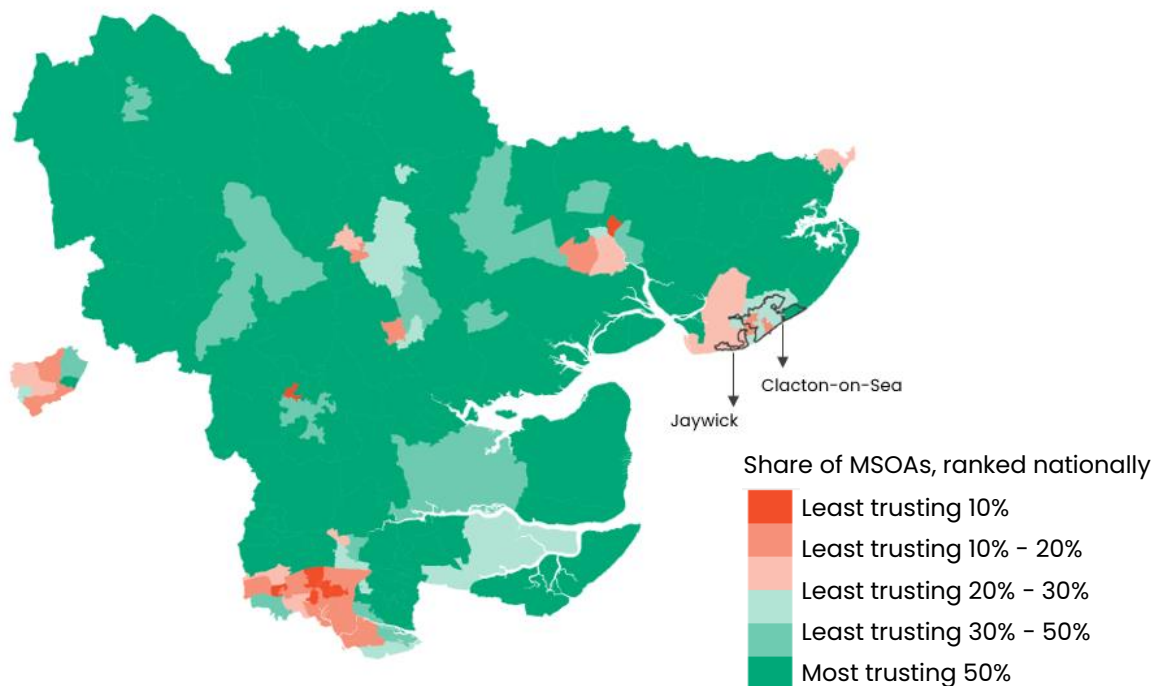 Clacton-on-Sea
Jaywick
Share of MSOAs, ranked nationally
Least trusting 10%
Least trusting 10% - 20%
Least trusting 20% - 30%
Least trusting 30% - 50%
Most trusting 50%